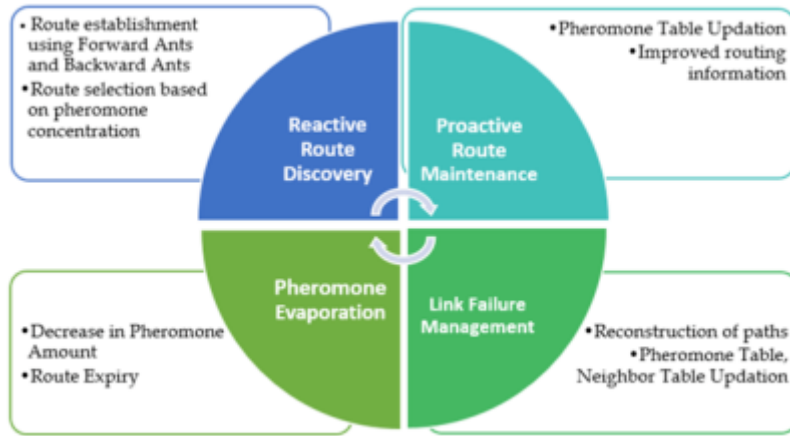 • Route establishment
using Forward Ants
and Backward Ants
• Route selection based
on pheromone
concentration
Reactive
Route
Discovery
• Pheromone Table Updation
• Improved routing
information
Proactive
Route
Maintenance
• Decrease in Pheromone
Amount
• Route Expiry
Pheromone
Evaporation
Link Failure
Management
• Reconstruction of paths
• Pheromone Table,
Neighbor Table Updation